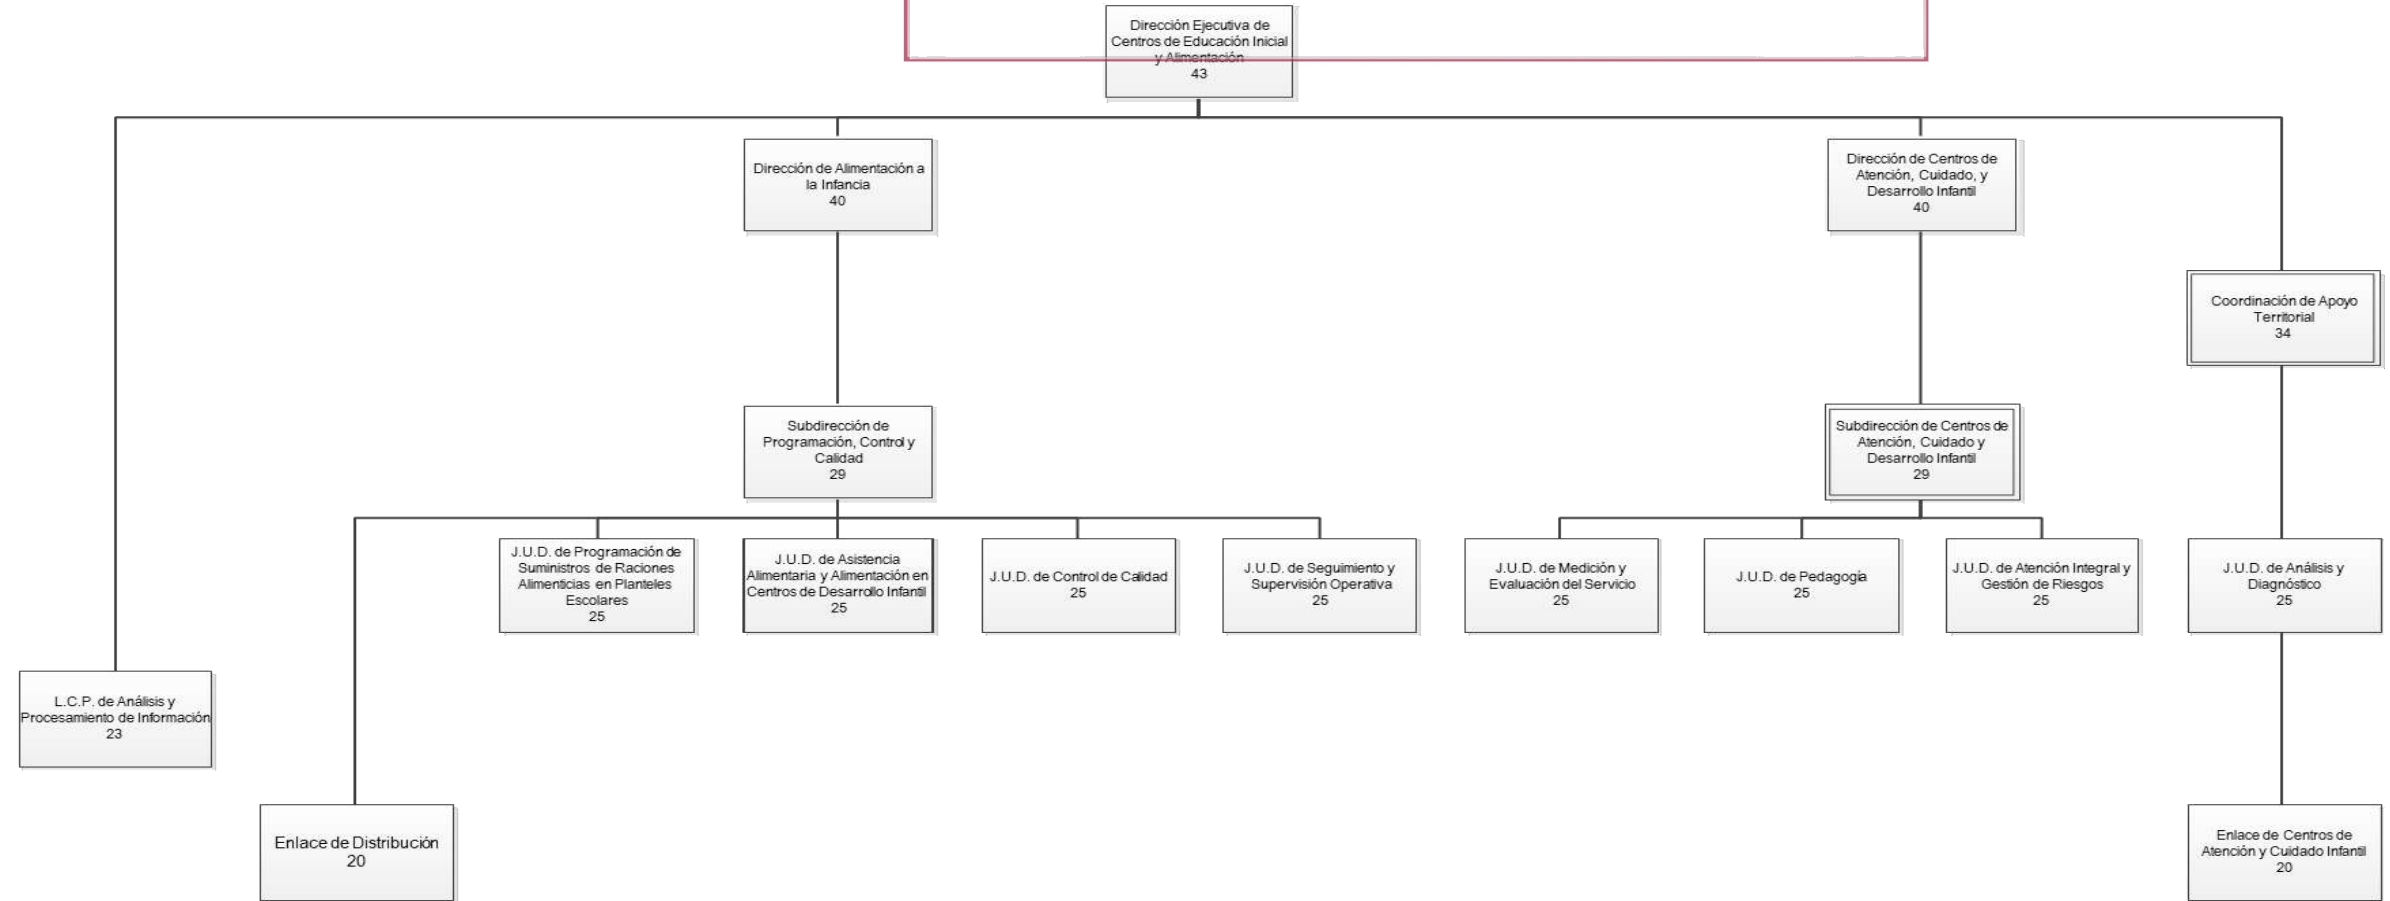 Dirección Ejecutiva de
Centros de Educación Inicial
y Alimentación
43
Dirección de Alimentación a
la Infancia
40
Dirección de Centros de
Atención, Cuidado, y
Desarrollo Infantil
40
Coordinación de Apoyo
Territorial
34
Subdirección de
Programación, Control y
Calidad
29
Subdirección de Centros de
Atención, Cuidado y
Desarrollo Infantil
29
J.U.D. de Programación de
Suministros de Raciones
Alimenticias en Planteles
Escolares
25
J.U.D. de Asistencia
Alimentaria y Alimentación en
Centros de Desarrollo Infantil
25
J.U.D. de Control de Calidad
25
J.U.D. de Seguimiento y
Supervisión Operativa
25
J.U.D. de Medición y
Evaluación del Servicio
25
J.U.D. de Pedagogía
25
J.U.D. de Atención Integral y
Gestión de Riesgos
25
J.U.D. de Análisis y
Diagnóstico
25
L.C.P. de Análisis y
Procesamiento de Información
23
Enlace de Distribución
20
Enlace de Centros de
Atención y Cuidado Infantil
20